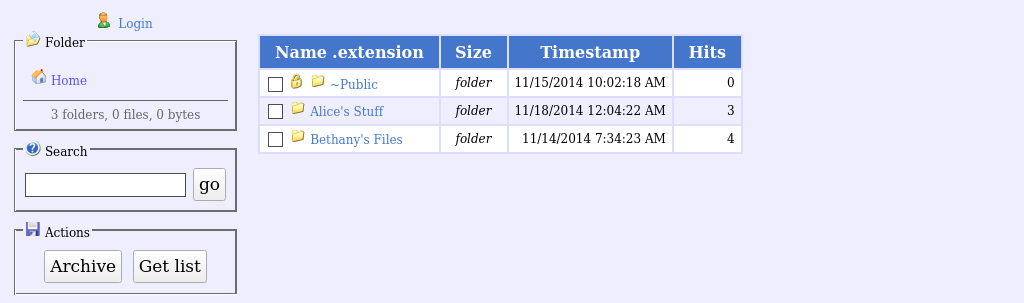 Login
Folder
Home
3 folders, 0 files, 0 bytes
Search
go
Actions
Archive Get list
Name .extension Size Timestamp Hits
~Public folder 11/15/2014 10:02:18 AM 0
Alice's Stuff folder 11/18/2014 12:04:22 AM 3
Bethany's Files folder 11/14/2014 7:34:23 AM 4